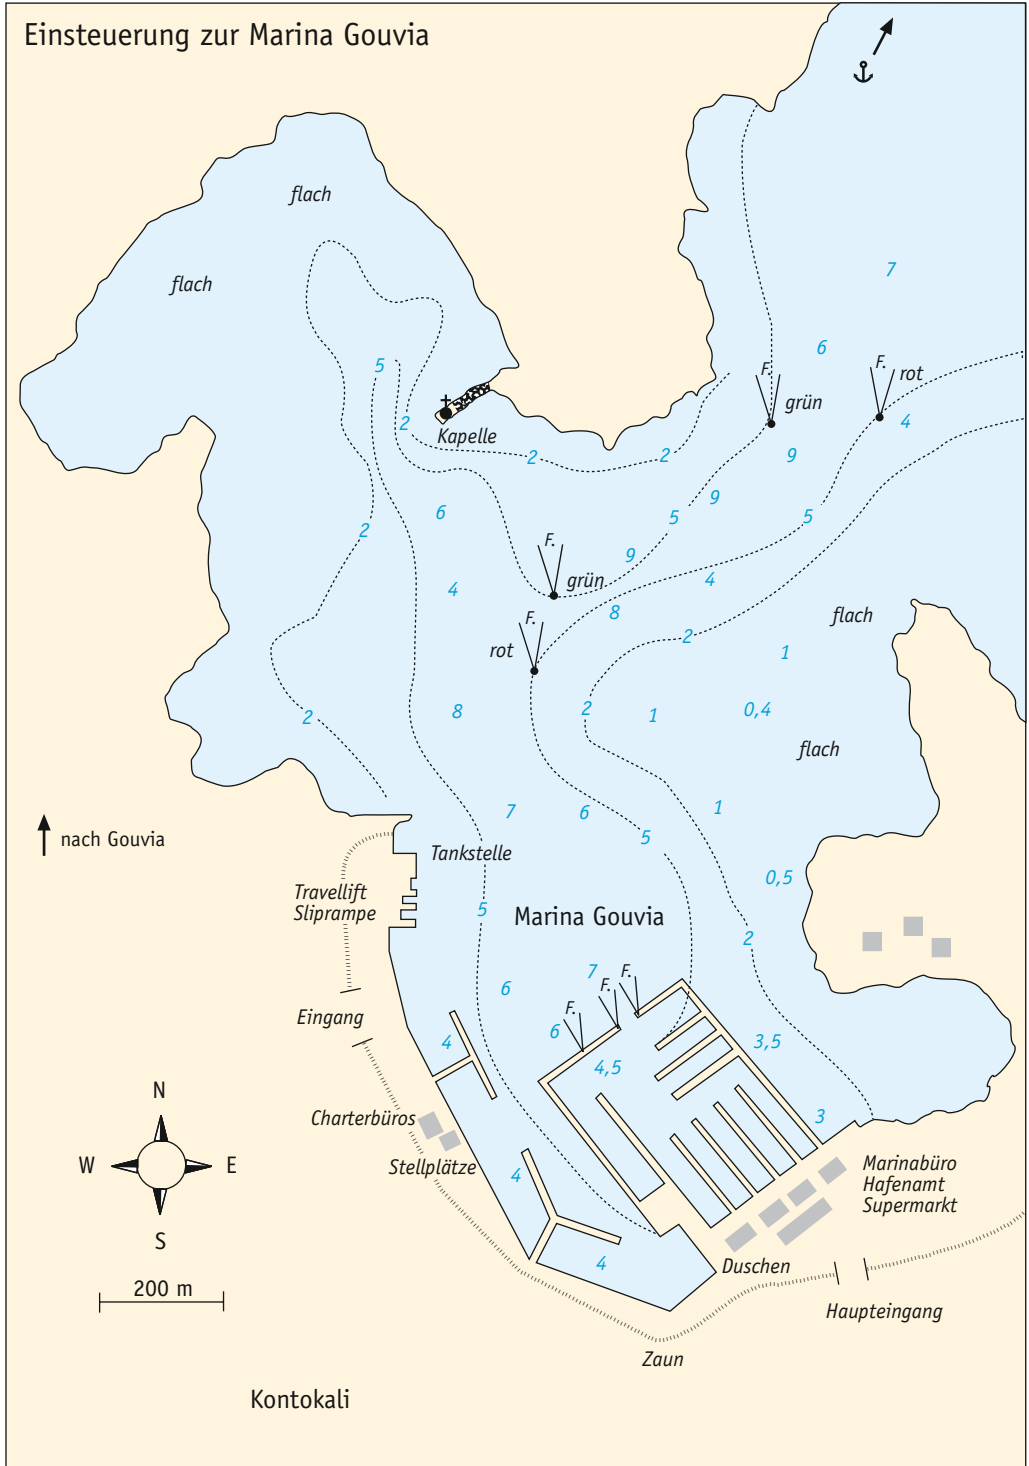 Einsteuerung zur Marina Gouvia
flach
flach
7
6
F.
F.
rot
grün
4
5
2
Kapelle
2
2
9
9
5
5
6
2
F.
9
grün
4
4
8
F.
rot
2
flach
1
2
8
2
1
0,4
flach
7
6
1
5
nach Gouvia
Tankstelle
0,5
Travellift
Sliprampe
5
Marina Gouvia
2
7
F.
F.
6
F.
Eingang
6
4
3,5
4,5
N
W
E
S
Charterbüros
3
Stellplätze
4
Marinabüro
Hafenamt
Supermarkt
4
Duschen
200 m
Haupteingang
Zaun
Kontokali